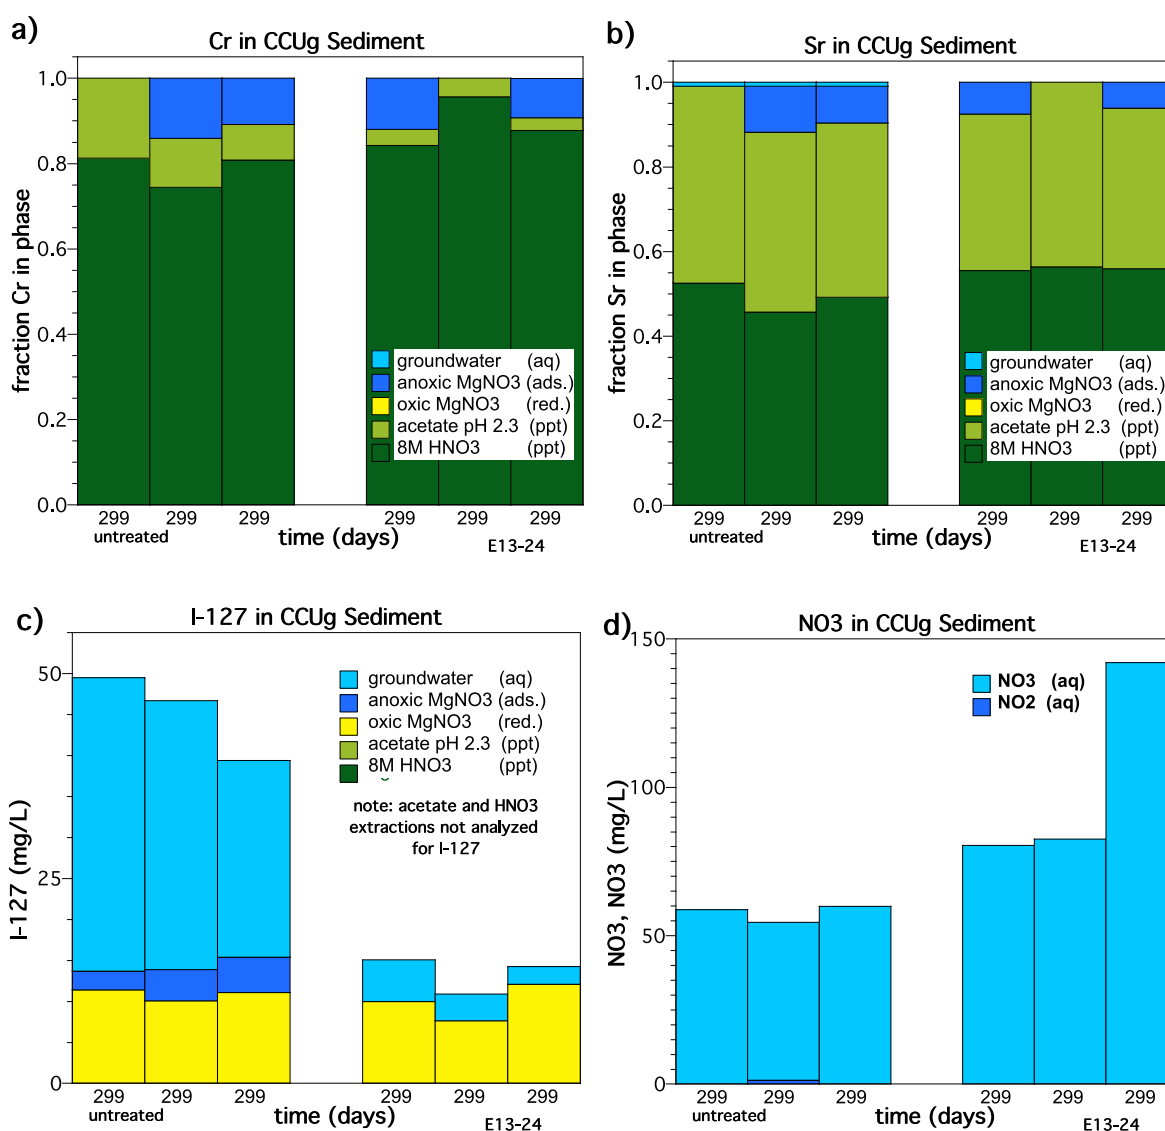 a)
Cr in CCUg Sediment
fraction Cr in phase
1.0
0.8
0.6
0.4
0.2
0.0
groundwater (aq)
anoxic MgNO3 (ads.)
oxic MgNO3 (red.)
acetate pH 2.3 (ppt)
8M HNO3 (ppt)
299 299 299 299 299 299
untreated
time (days)
E13-24
b)
Sr in CCUg Sediment
fraction Sr in phase
1.0
0.8
0.6
0.4
0.2
0.0
groundwater (aq)
anoxic MgNO3 (ads.)
oxic MgNO3 (red.)
acetate pH 2.3 (ppt)
8M HNO3 (ppt)
299 299 299 299 299 299
untreated
time (days)
E13-24
c)
I-127 in CCUg Sediment
I-127 (mg/L)
50
25
0
groundwater (aq)
anoxic MgNO3 (ads.)
oxic MgNO3 (red.)
acetate pH 2.3 (ppt)
8M HNO3 (ppt)
note: acetate and HNO3
extractions not analyzed
for I-127
299 299 299 299 299 299
untreated
time (days)
E13-24
d)
NO3 in CCUg Sediment
NO3, NO3 (mg/L)
150
100
50
0
NO3 (aq)
NO2 (aq)
299 299 299 299 299 299
untreated
time (days)
E13-24